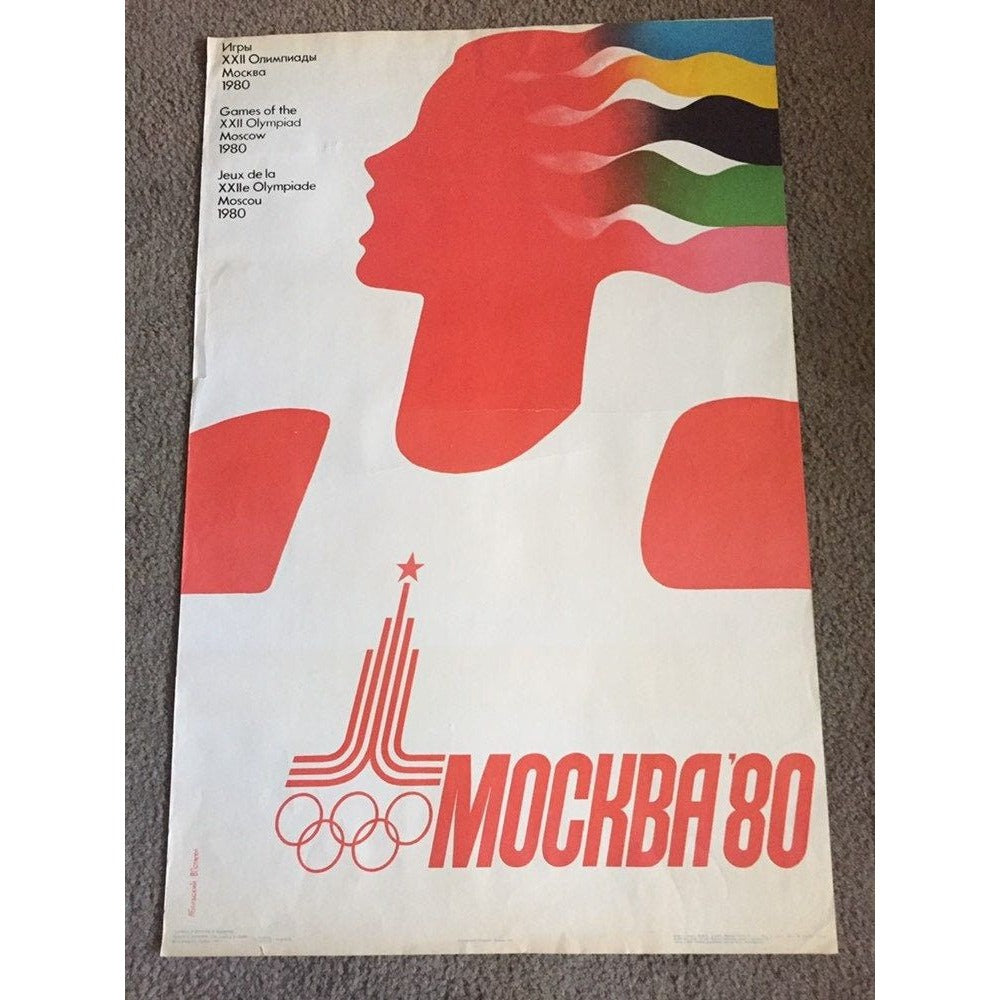 Игры
XXII Олимпиады
Москва
1980
Games of the
XXII Olympiad
Moscow
1980
Jeux de la
XXIIe Olympiade
Moscou
1980
МОСКВА'80